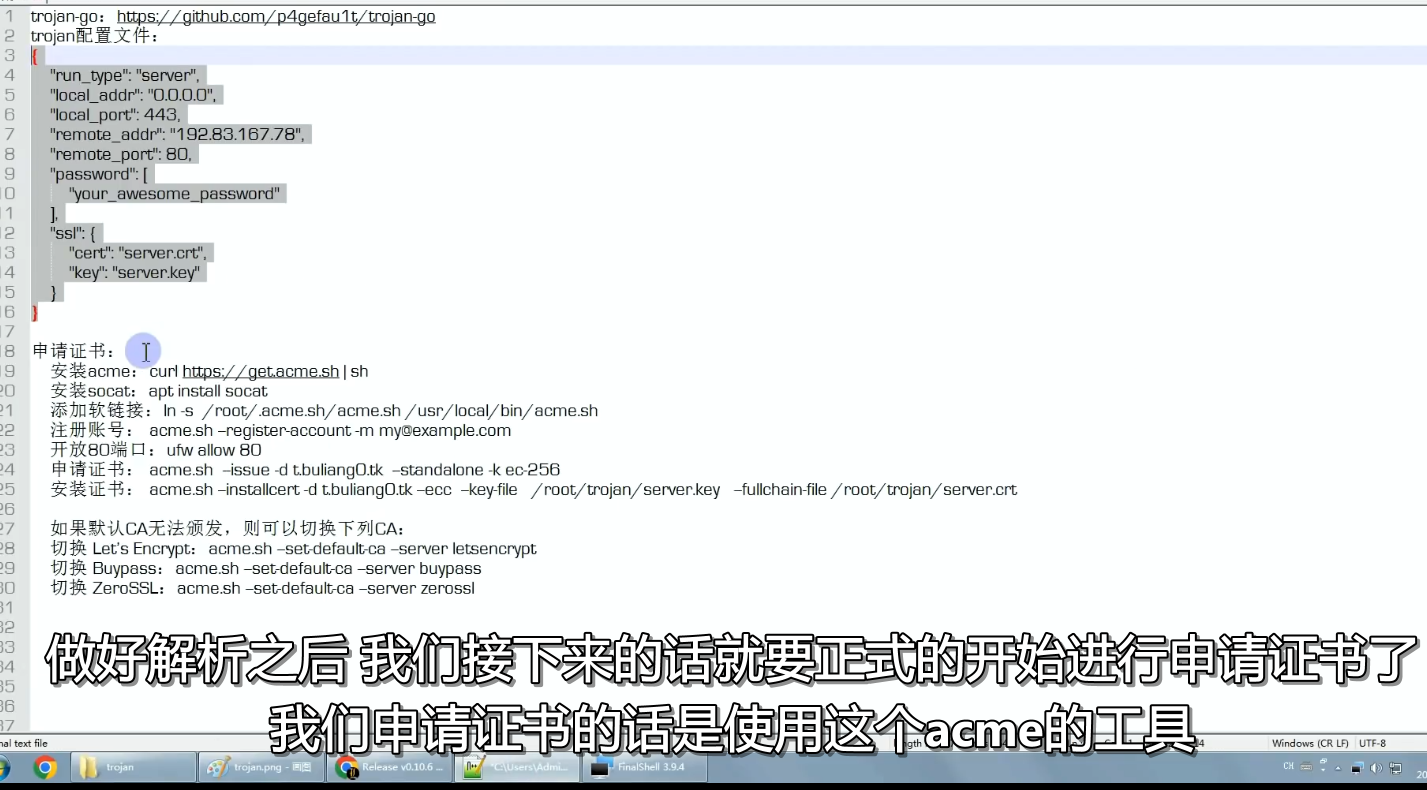 1 trojan-go：https://github.com/p4gefau1t/trojan-go
2 trojan配置文件：
3 {
4 "run_type": "server",
5 "local_addr": "0.0.0.0",
6 "local_port": 443,
7 "remote_addr": "192.83.167.78",
8 "remote_port": 80,
9 "password": [
10 "your_awesome_password"
11 ],
12 "ssl": {
13 "cert": "server.crt",
14 "key": "server.key"
15 }
16 }
17
18 申请证书：
19 安装acme：curl https://get.acme.sh | sh
20 安装socat：apt install socat
21 添加软链接：ln -s /root/.acme.sh/acme.sh /usr/local/bin/acme.sh
22 注册账号： acme.sh –register-account -m my@example.com
23 开放80端口：ufw allow 80
24 申请证书： acme.sh –issue -d t.buliang0.tk –standalone -k ec-256
25 安装证书： acme.sh –installcert -d t.buliang0.tk –ecc –key-file /root/trojan/server.key –fullchain-file /root/trojan/server.crt
26
27 如果默认CA无法颁发，则可以切换下列CA：
28 切换 Let's Encrypt：acme.sh –set-default-ca –server letsencrypt
29 切换 Buypass：acme.sh –set-default-ca –server buypass
30 切换 ZeroSSL：acme.sh –set-default-ca –server zerossl
31
32
33
34
35
36
37
做好解析之后 我们接下来的话就要正式的开始进行申请证书了
我们申请证书的话是使用这个acme的工具
nal text file Windows (CR LF) UTF-8
trojan trojan.png - 画图 Release v0.10.6 ... *C:\Users\Admi... FinalShell 3.9.4 CH